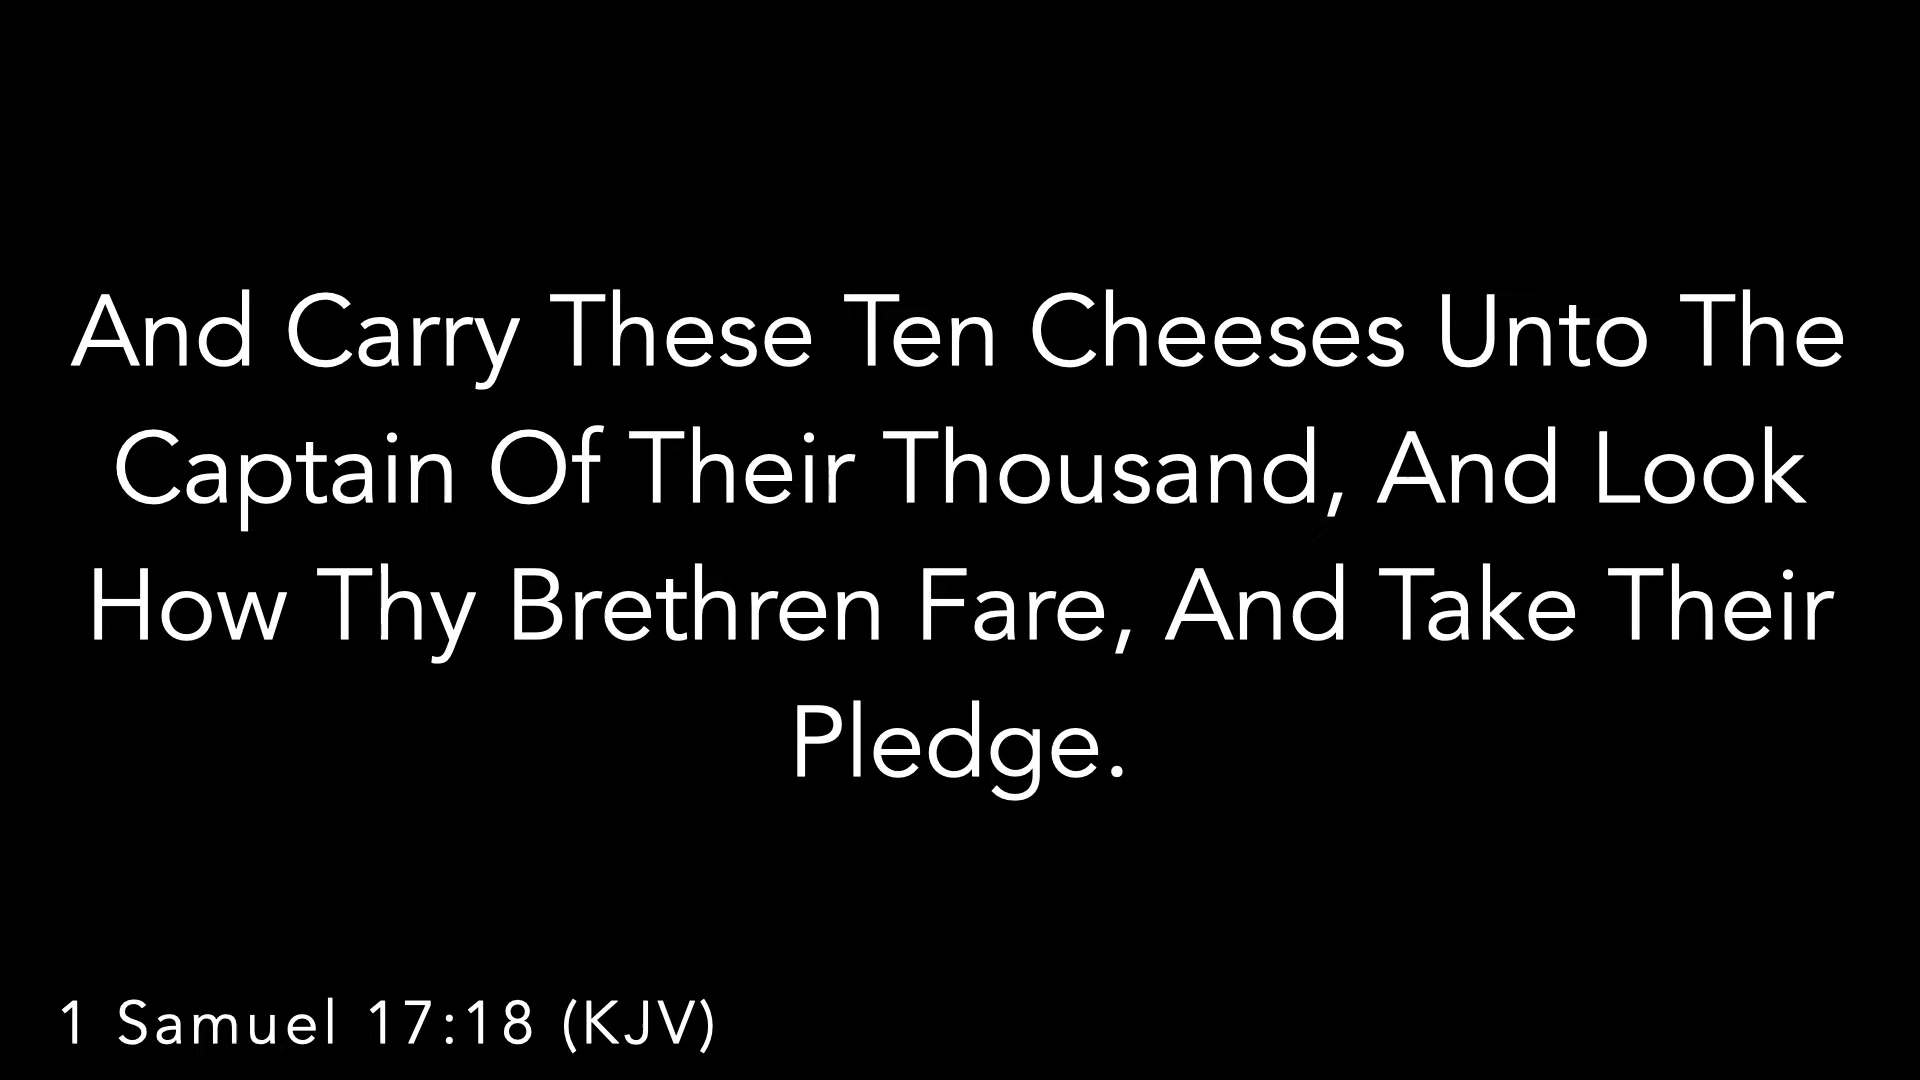 And Carry These Ten Cheeses Unto The
Captain Of Their Thousand, And Look
How Thy Brethren Fare, And Take Their
Pledge.
1 Samuel 17:18 (KJV)